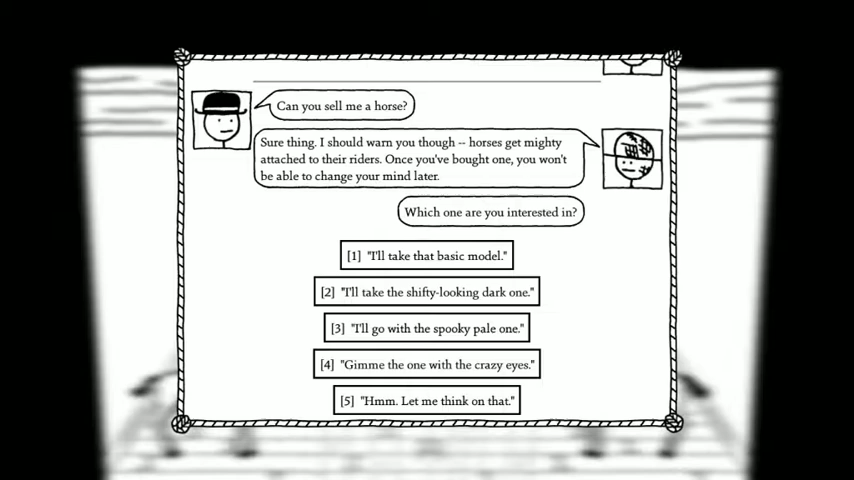 Can you sell me a horse?
Sure thing. I should warn you though -- horses get mighty
attached to their riders. Once you've bought one, you won't
be able to change your mind later.
Which one are you interested in?
[1] "I'll take that basic model."
[2] "I'll take the shifty-looking dark one."
[3] "I'll go with the spooky pale one."
[4] "Gimme the one with the crazy eyes."
[5] "Hmm. Let me think on that."